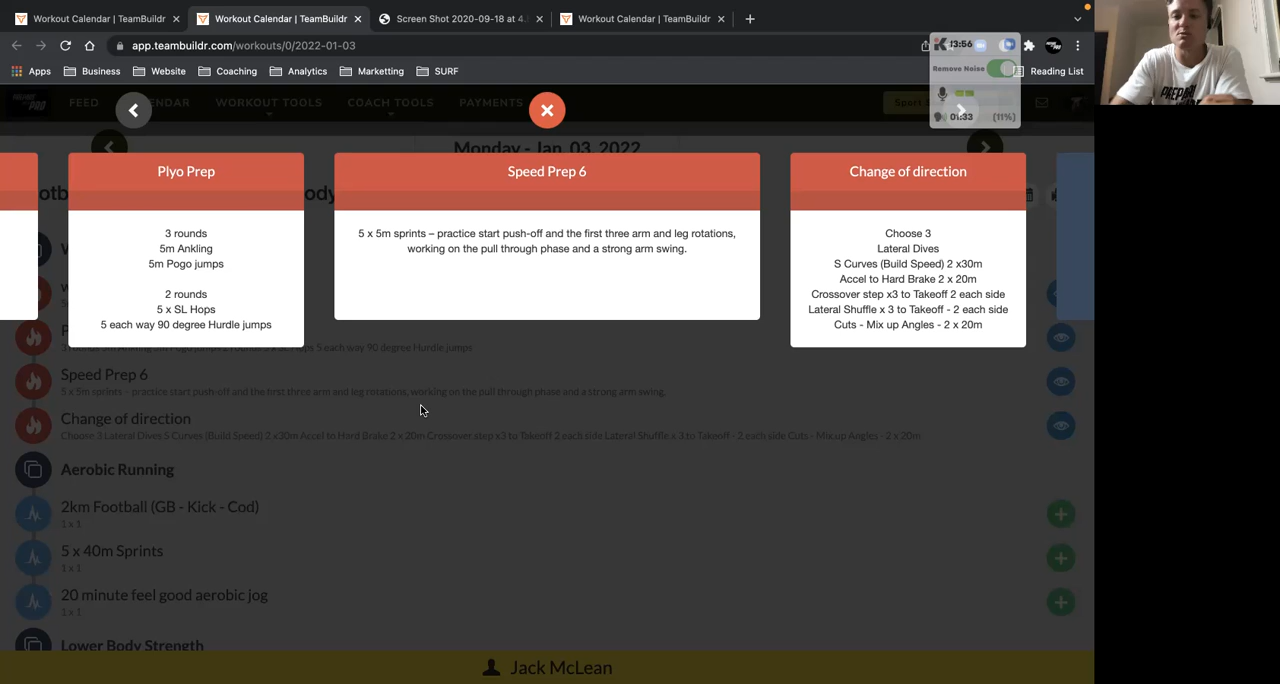 Workout Calendar | TeamBuildr
Workout Calendar | TeamBuildr
Screen Shot 2020-09-18 at 4.
Workout Calendar | TeamBuildr
app.teambuildr.com/workouts/0/2022-01-03
13:56
Apps
Business
Website
Coaching
Analytics
Marketting
SURF
Remove Noise
Reading List
FEED
WORKOUT TOOLS
COACH TOOLS
PAYMENTS
01:33
(11%)
Monday - Jan. 03, 2022
Plyo Prep
3 rounds
5m Ankling
5m Pogo jumps
2 rounds
5 x SL Hops
5 each way 90 degree Hurdle jumps
Speed Prep 6
5 x 5m sprints – practice start push-off and the first three arm and leg rotations,
working on the pull through phase and a strong arm swing.
Change of direction
Choose 3
Lateral Dives
S Curves (Build Speed) 2 x30m
Accel to Hard Brake 2 x 20m
Crossover step x3 to Takeoff 2 each side
Lateral Shuffle x 3 to Takeoff - 2 each side
Cuts - Mix up Angles - 2 x 20m
Speed Prep 6
5 x 5m sprints – practice start push-off and the first three arm and leg rotations, working on the pull through phase and a strong arm swing.
Change of direction
Choose 3 Lateral Dives S Curves (Build Speed) 2 x30m Accel to Hard Brake 2 x 20m Crossover step x3 to Takeoff 2 each side Lateral Shuffle x 3 to Takeoff - 2 each side Cuts - Mix up Angles - 2 x 20m
Aerobic Running
2km Football (GB - Kick - Cod)
1 x 1
5 x 40m Sprints
1 x 1
20 minute feel good aerobic jog
1 x 1
Lower Body Strength
Jack McLean